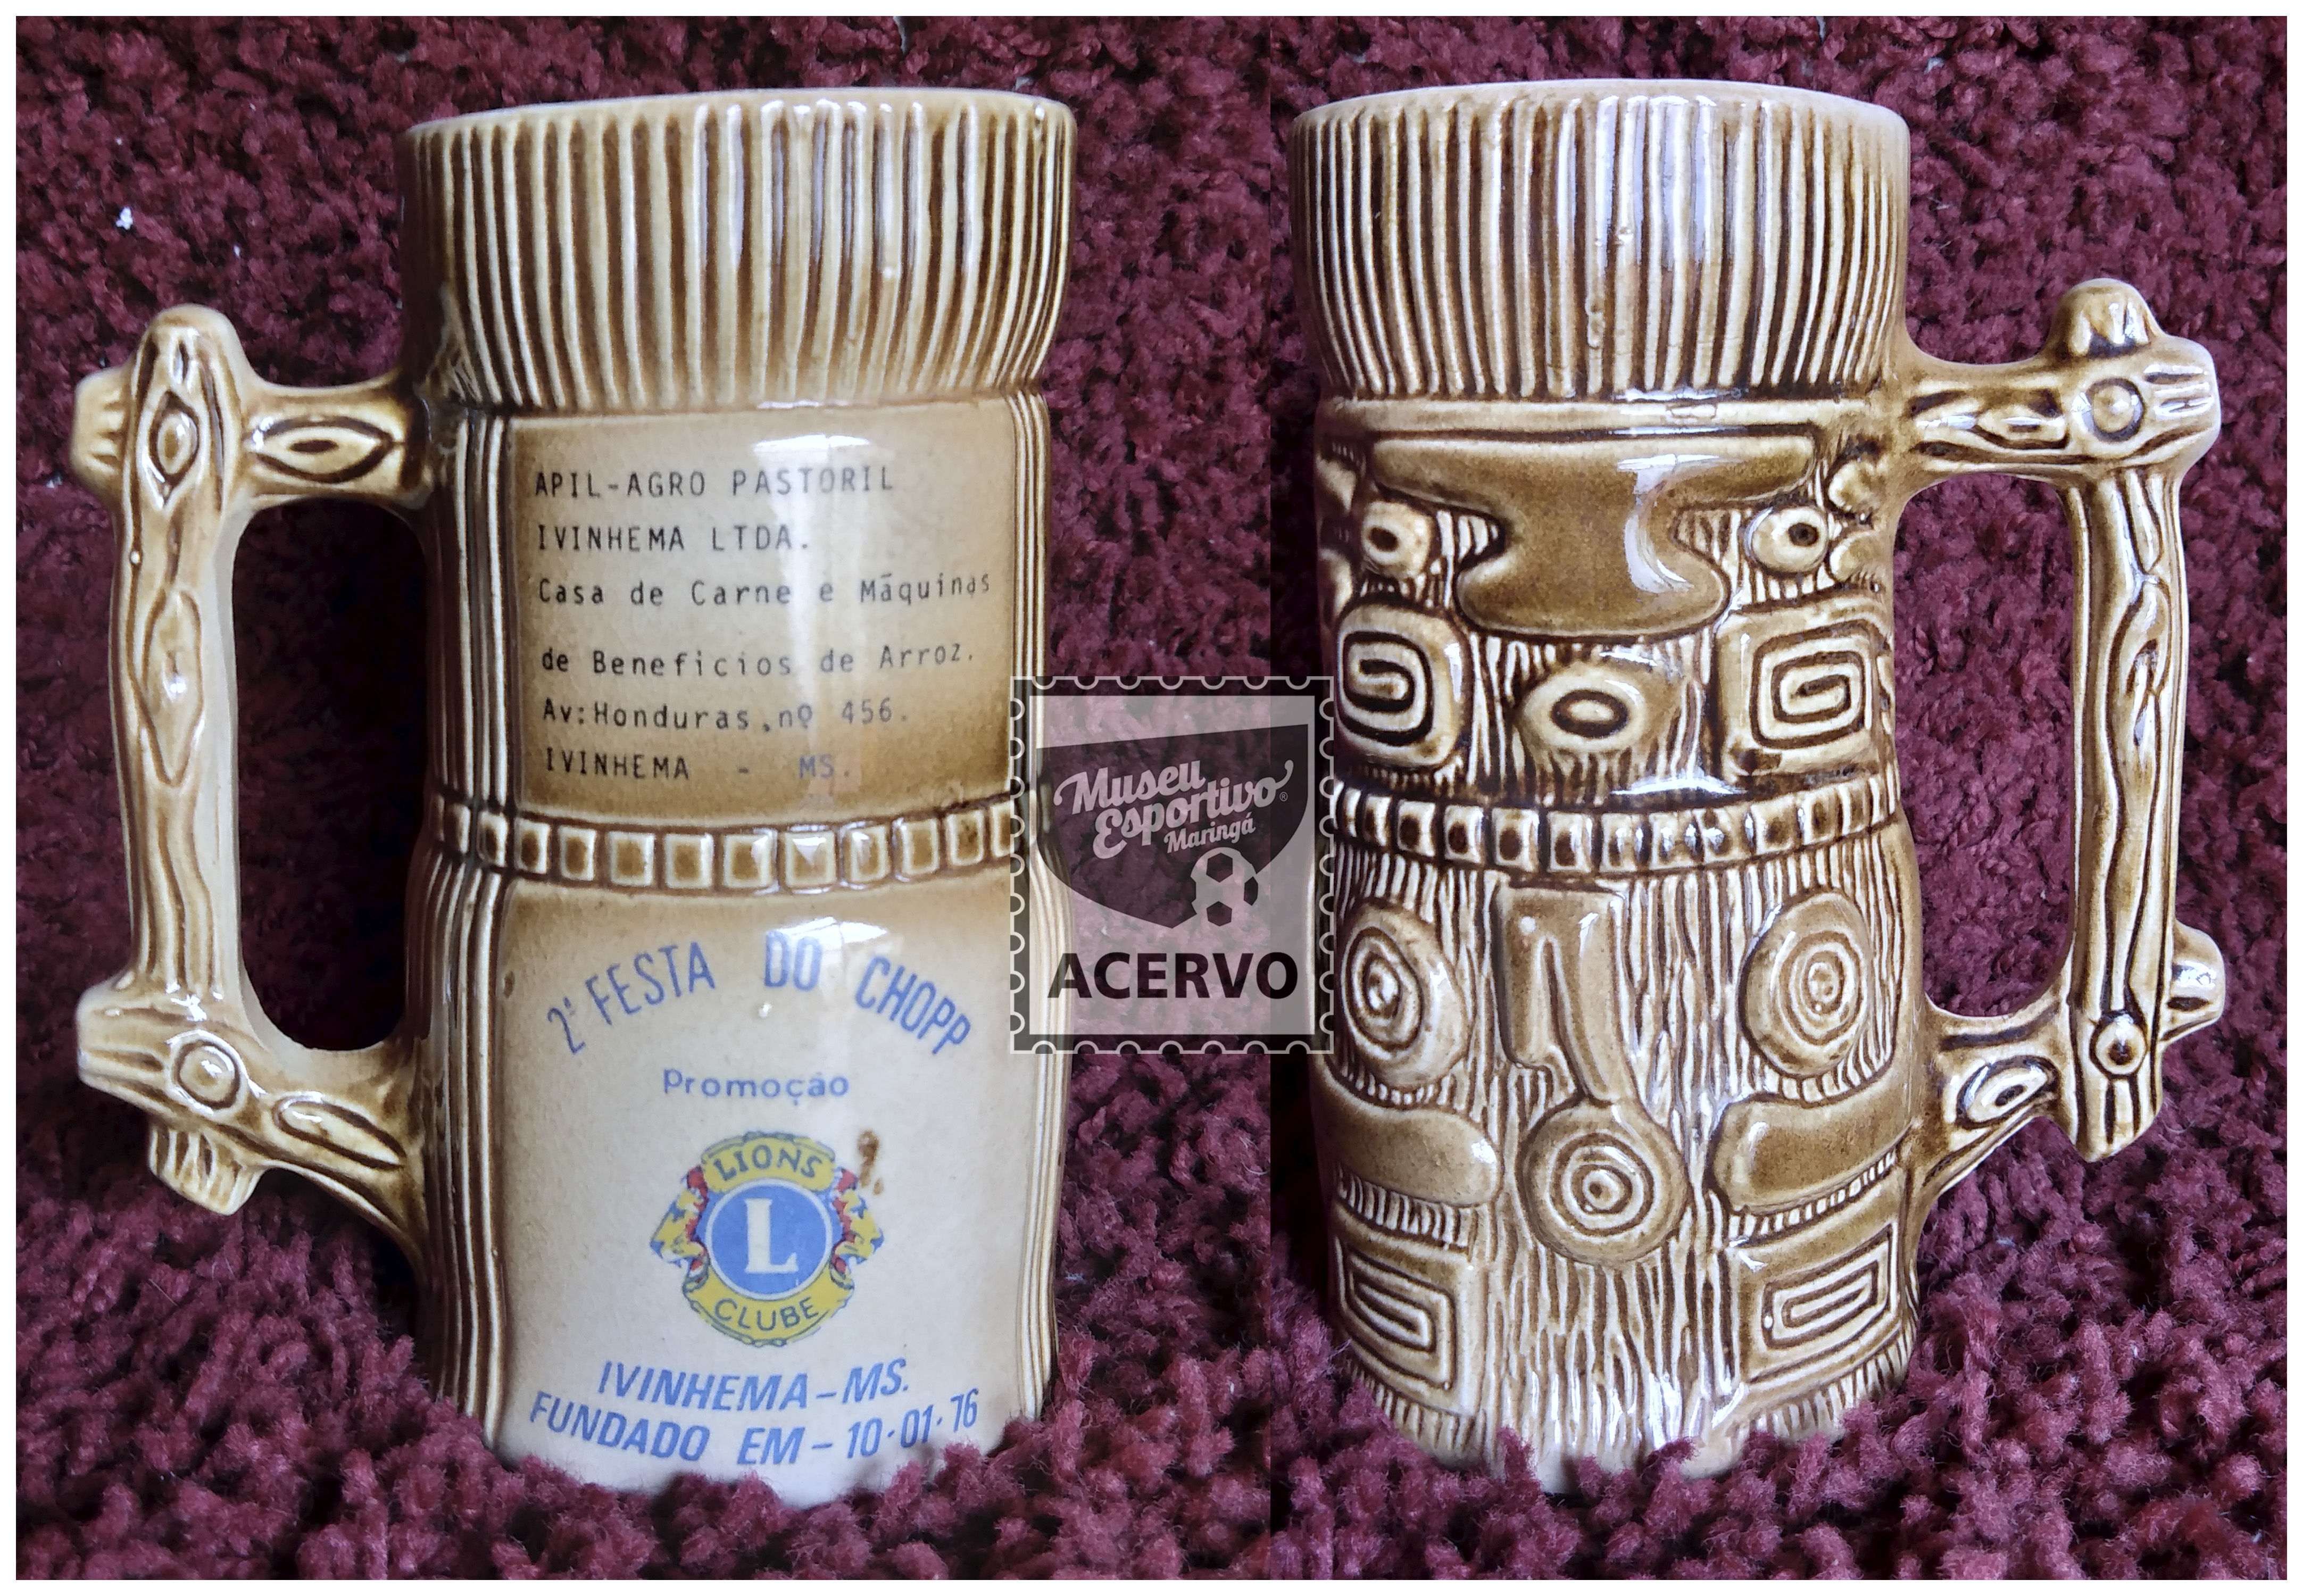 APIL-AGRO PASTORIL
IVINHEMA LTDA.
Casa de Carne e Máquinas
de Beneficios de Arroz.
Av:Honduras,nº 456.
IVINHEMA - MS.
2ª FESTA DO CHOPP
Promoção
LIONS
L
CLUBE
IVINHEMA-MS.
FUNDADO EM-10·01·76
Museu
Esportivo®
Maringá
ACERVO